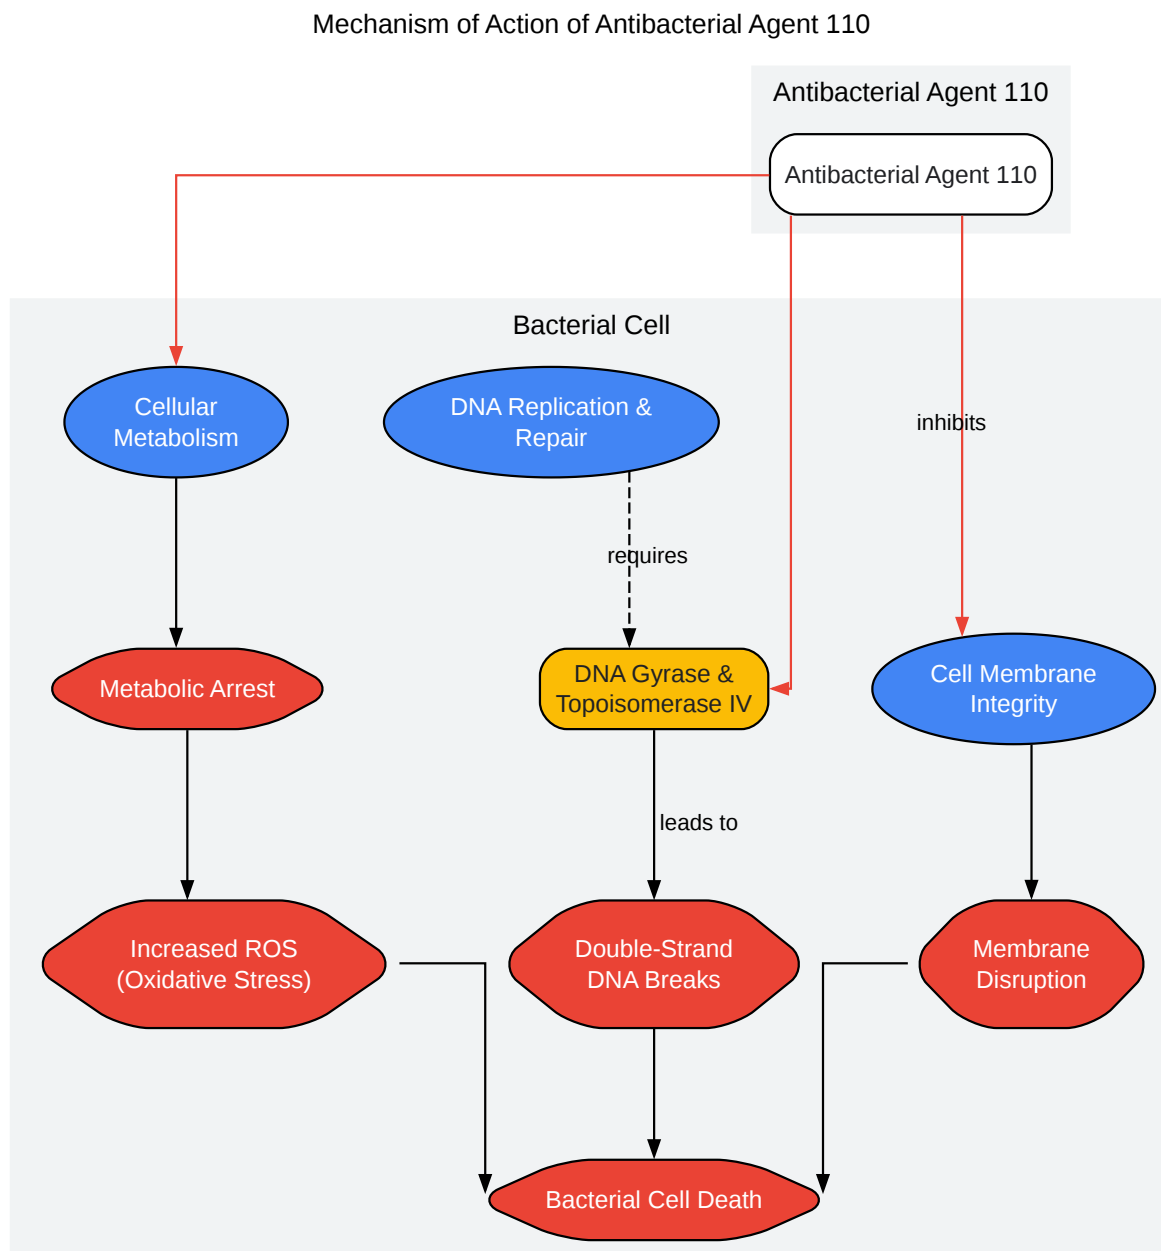 Mechanism of Action of Antibacterial Agent 110
Antibacterial Agent 110
Antibacterial Agent 110
Bacterial Cell
Cellular
Metabolism
DNA Replication &
Repair
inhibits
requires
Metabolic Arrest
DNA Gyrase &
Topoisomerase IV
Cell Membrane
Integrity
leads to
Increased ROS
(Oxidative Stress)
Double-Strand
DNA Breaks
Membrane
Disruption
Bacterial Cell Death